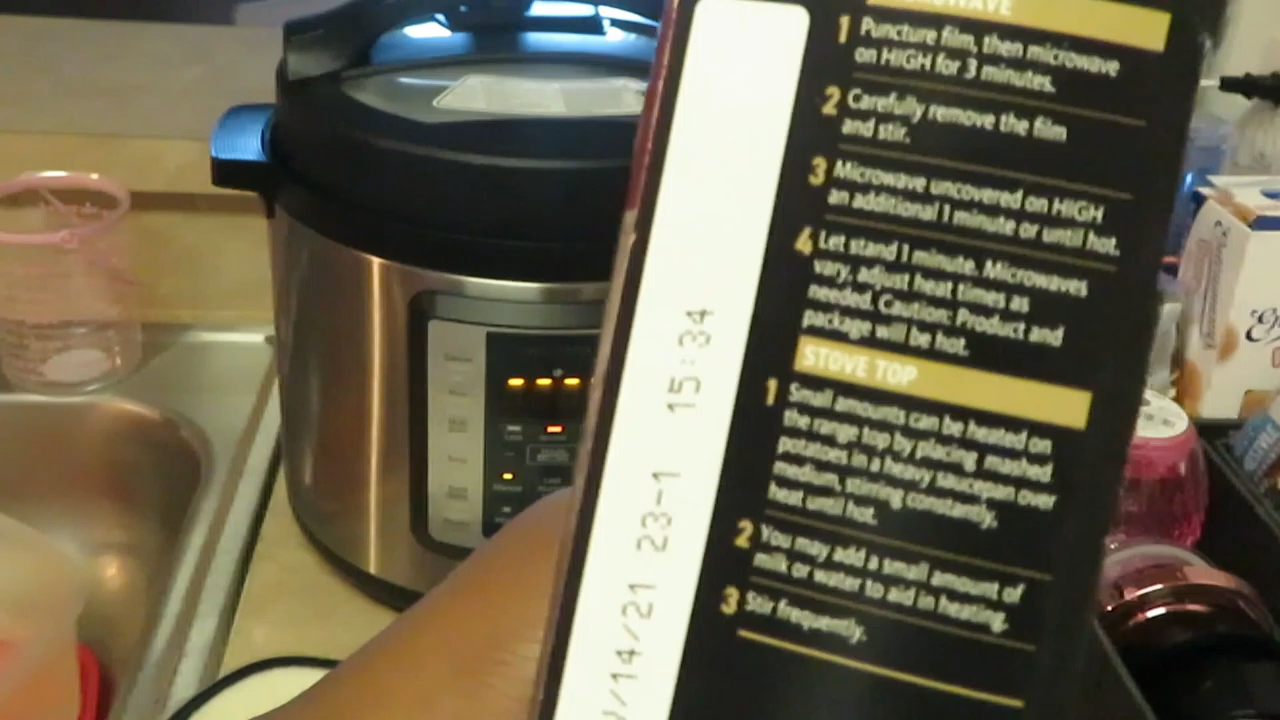 1 Puncture film, then microwave
on HIGH for 3 minutes.
2 Carefully remove the film
and stir.
3 Microwave uncovered on HIGH
an additional 1 minute or until hot.
4 Let stand 1 minute. Microwaves
vary, adjust heat times as
needed. Caution: Product and
package will be hot.
STOVE TOP
1 Small amounts can be heated on
the range top by placing mashed
potatoes in a heavy saucepan over
medium, stirring constantly,
heat until hot.
2 You may add a small amount of
milk or water to aid in heating.
3 Stir frequently.
/14/21 23-1 15:34